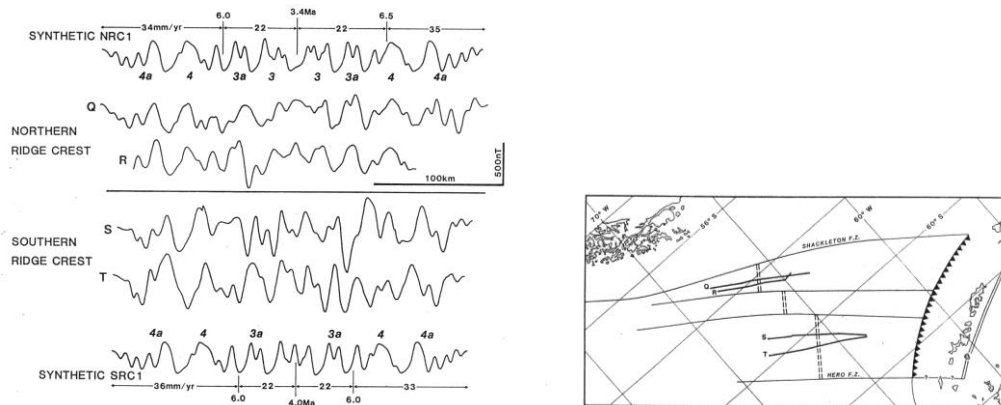 3.4Ma
6.0 6.5
34mm/yr 22 22 35
SYNTHETIC NRC1
4a 4 3a 3 3 3a 4 4a
Q
NORTHERN
RIDGE CREST
R
500nT
100km
S
SOUTHERN
RIDGE CREST
T
4a 4 3a 3a 4 4a
SYNTHETIC SRC1
36mm/yr 22 22 33
6.0 4.0Ma 6.0
70° W
56° S
60° W
60° S
SHACKLETON F.Z.
Q
R
S
T
HERO F.Z. ? ?